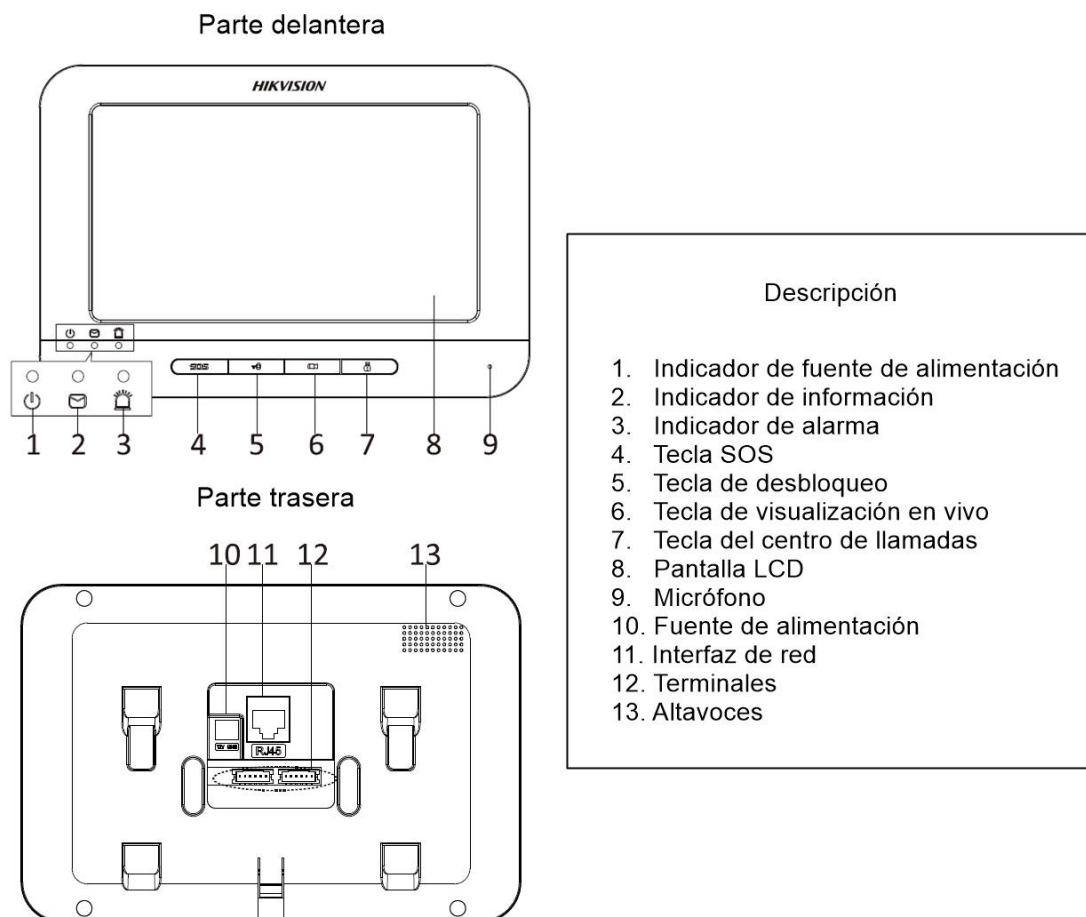 Parte delantera
HIKVISION
SOS
1 2 3 4 5 6 7 8 9
Parte trasera
10 11 12 13
RJ45
Descripción
1. Indicador de fuente de alimentación
2. Indicador de información
3. Indicador de alarma
4. Tecla SOS
5. Tecla de desbloqueo
6. Tecla de visualización en vivo
7. Tecla del centro de llamadas
8. Pantalla LCD
9. Micrófono
10. Fuente de alimentación
11. Interfaz de red
12. Terminales
13. Altavoces